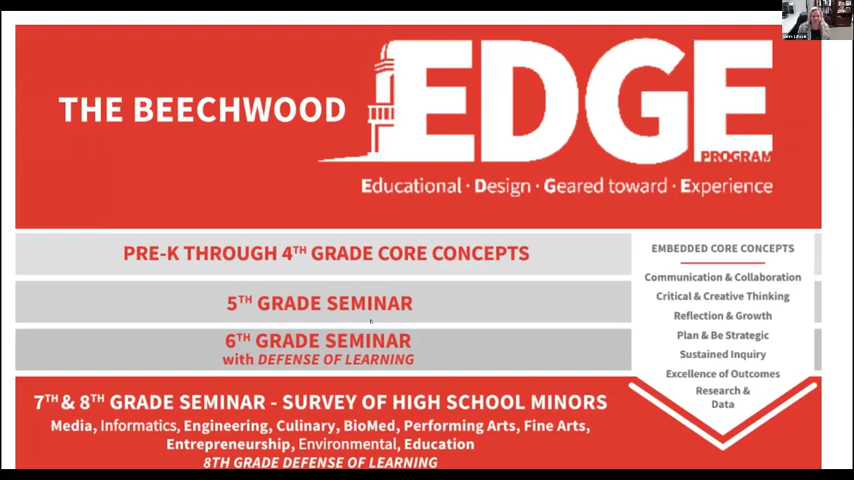 THE BEECHWOOD EDGE
PROGRAM
Educational · Design · Geared toward · Experience
PRE-K THROUGH 4TH GRADE CORE CONCEPTS
5TH GRADE SEMINAR
6TH GRADE SEMINAR
with DEFENSE OF LEARNING
7TH & 8TH GRADE SEMINAR - SURVEY OF HIGH SCHOOL MINORS
Media, Informatics, Engineering, Culinary, BioMed, Performing Arts, Fine Arts,
Entrepreneurship, Environmental, Education
8TH GRADE DEFENSE OF LEARNING
EMBEDDED CORE CONCEPTS
Communication & Collaboration
Critical & Creative Thinking
Reflection & Growth
Plan & Be Strategic
Sustained Inquiry
Excellence of Outcomes
Research &
Data